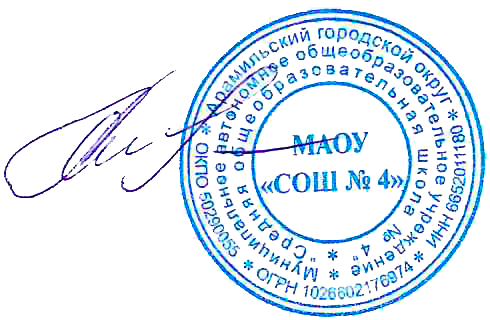 Арамильский городской округ * ИНН 6652011180 * ОГРН 1026602176974 * ОКПО 50290055 *
Муниципальное автономное общеобразовательное учреждение *
"Средняя общеобразовательная школа № 4" *
МАОУ
«СОШ № 4»